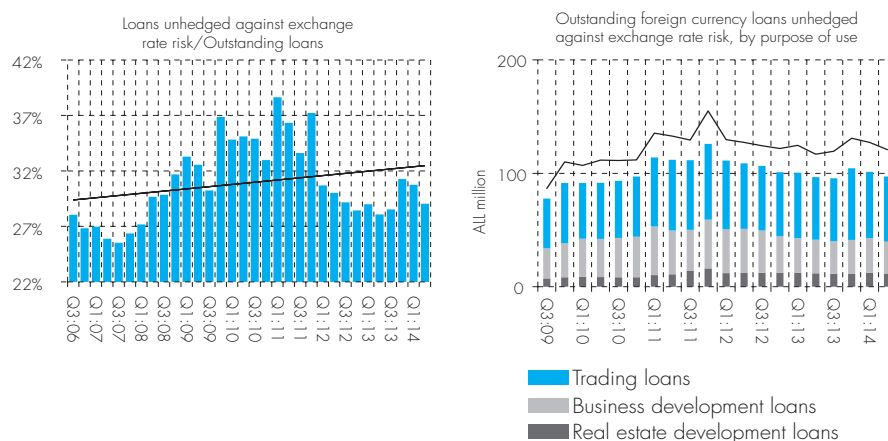 Loans unhedged against exchange
rate risk/Outstanding loans
42%
37%
32%
27%
22%
Q3:06
Q1:07
Q3:07
Q1:08
Q3:08
Q1:09
Q3:09
Q1:10
Q3:10
Q1:11
Q3:11
Q1:12
Q3:12
Q1:13
Q3:13
Q1:14
Outstanding foreign currency loans unhedged
against exchange rate risk, by purpose of use
ALL million
200
100
0
Q3:09
Q1:10
Q3:10
Q1:11
Q3:11
Q1:12
Q3:12
Q1:13
Q3:13
Q1:14
Trading loans
Business development loans
Real estate development loans